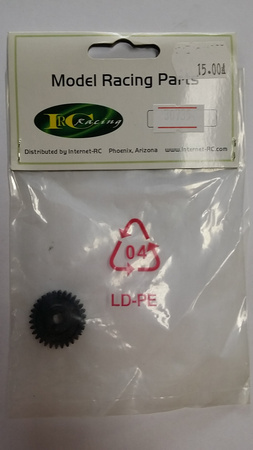 15.00
Model Racing Parts
IRC Racing
Distributed by Internet-RC Phoenix, Arizona www.Internet-RC.com
04
LD-PE